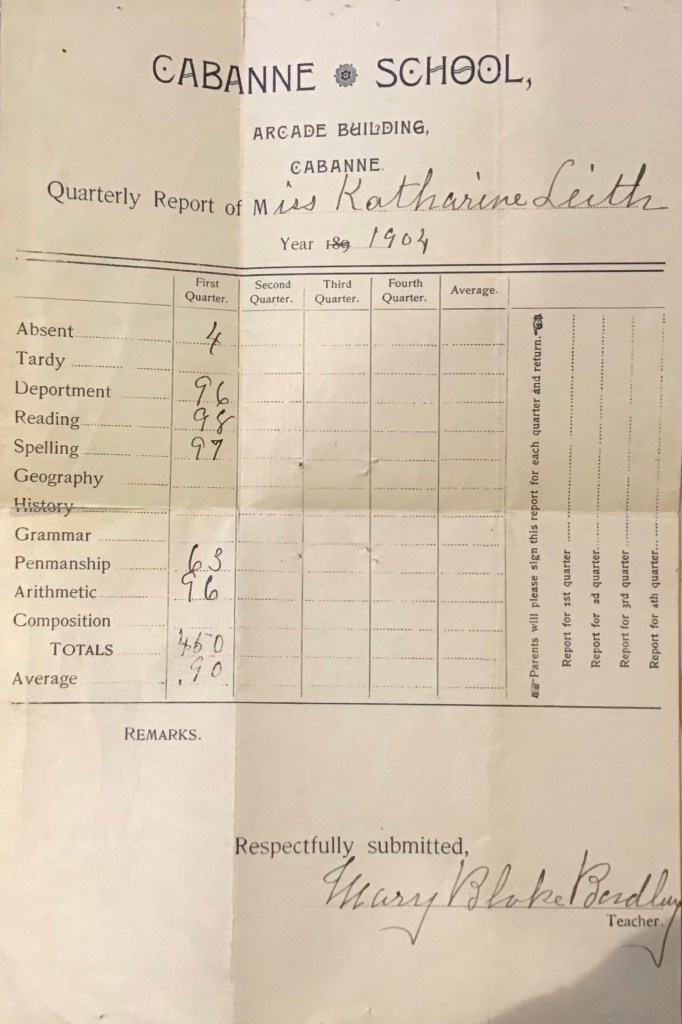 CABANNE SCHOOL,
ARCADE BUILDING,
CABANNE.
Quarterly Report of Miss Katharine Leith
Year 189 1904
First Quarter. Second Quarter. Third Quarter. Fourth Quarter. Average.
Absent 4
Tardy
Deportment 96
Reading 98
Spelling 97
Geography
History
Grammar
Penmanship 63
Arithmetic 96
Composition
TOTALS 450
Average .90
Parents will please sign this report for each quarter and return.
Report for 1st quarter
Report for 2d quarter
Report for 3rd quarter
Report for 4th quarter
REMARKS.
Respectfully submitted,
Mary Blake
Teacher.